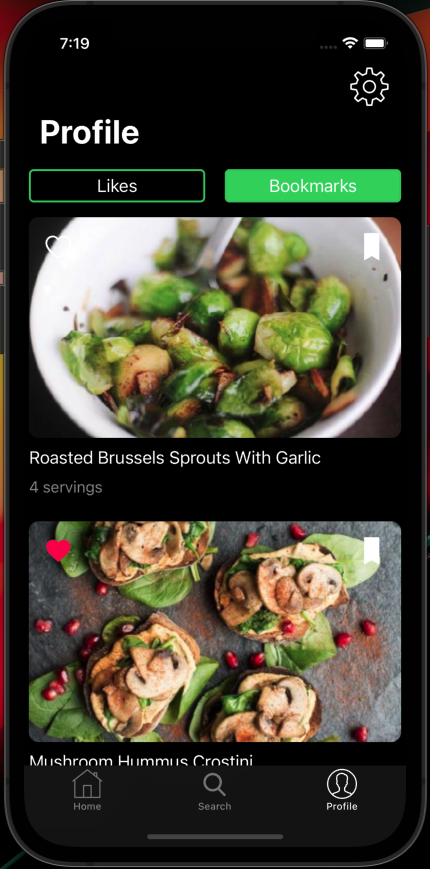 7:19
Profile
Likes
Bookmarks
Roasted Brussels Sprouts With Garlic
4 servings
Mushroom Hummus Crostini
Home
Search
Profile